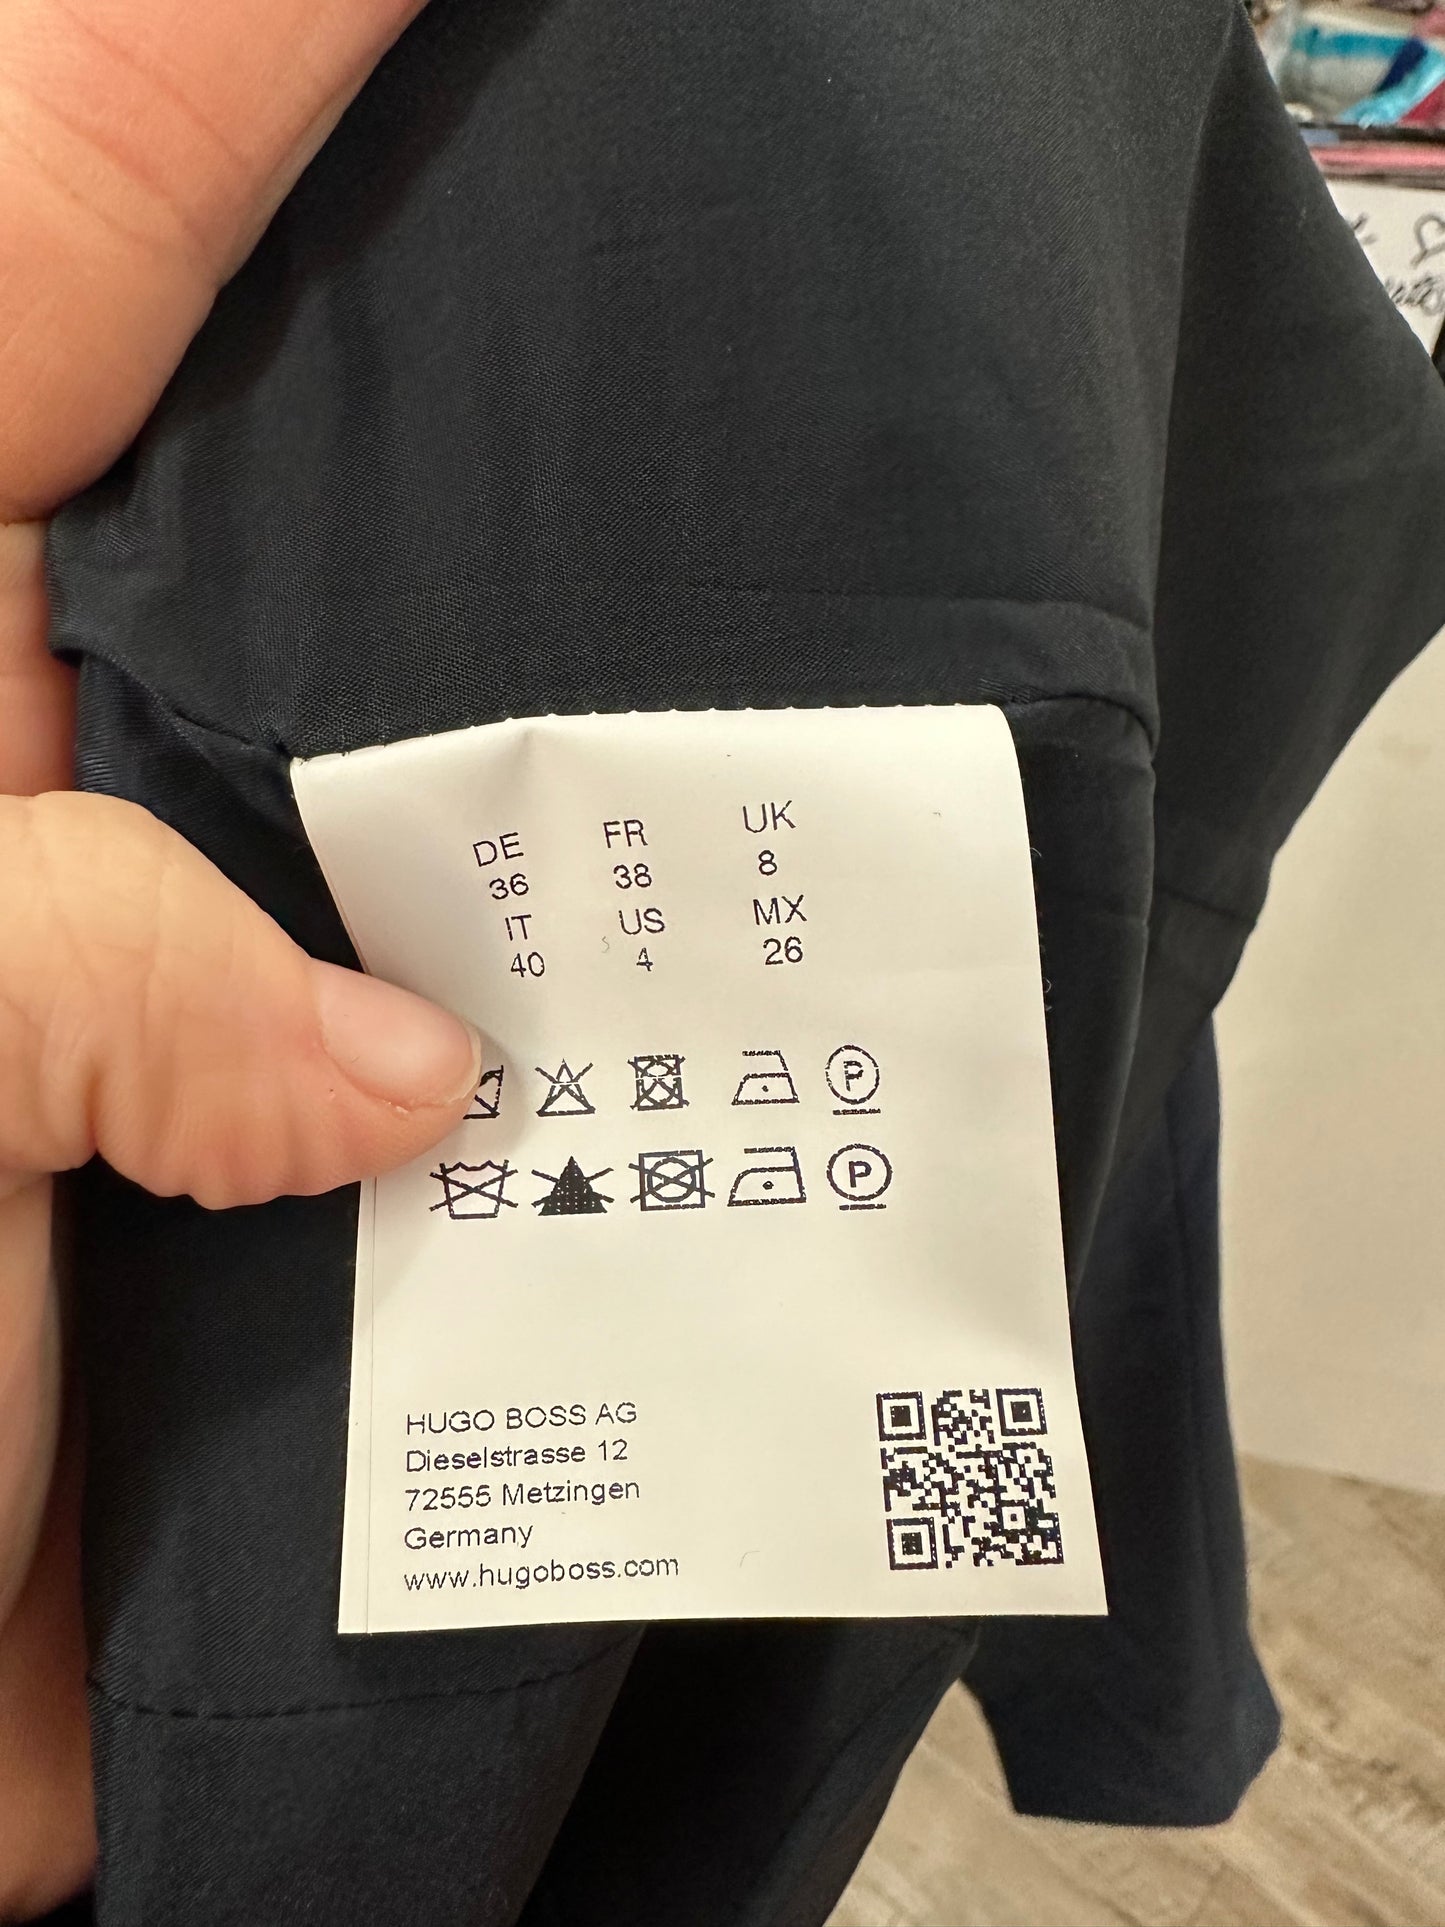 DE FR UK
36 38 8
IT US MX
40 4 26
P
P
HUGO BOSS AG
Dieselstrasse 12
72555 Metzingen
Germany
www.hugoboss.com